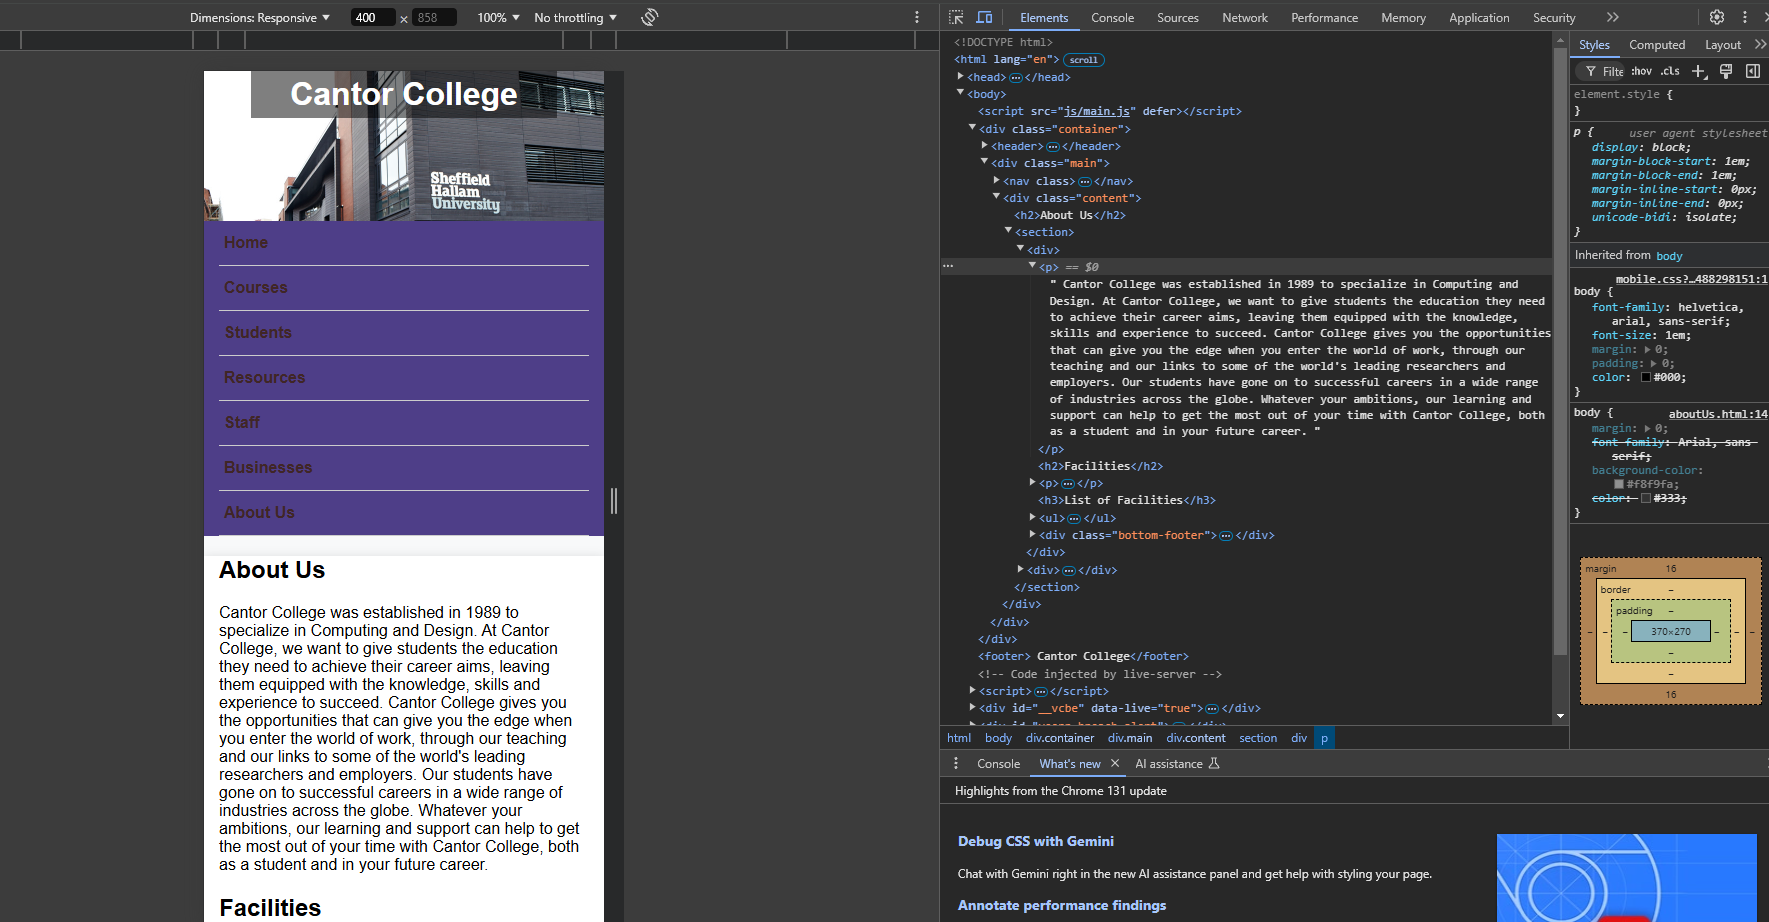 Dimensions: Responsive ▼ 400 × 858 100% ▼ No throttling ▼
Cantor College
Sheffield
Hallam
University
Home
Courses
Students
Resources
Staff
Businesses
About Us
About Us
Cantor College was established in 1989 to
specialize in Computing and Design. At Cantor
College, we want to give students the education
they need to achieve their career aims, leaving
them equipped with the knowledge, skills and
experience to succeed. Cantor College gives you
the opportunities that can give you the edge when
you enter the world of work, through our teaching
and our links to some of the world's leading
researchers and employers. Our students have
gone on to successful careers in a wide range of
industries across the globe. Whatever your
ambitions, our learning and support can help to get
the most out of your time with Cantor College, both
as a student and in your future career.
Facilities
Elements Console Sources Network Performance Memory Application Security
<!DOCTYPE html>
<html lang="en"> scroll
<head> ⋯ </head>
<body>
<script src="js/main.js" defer></script>
<div class="container">
<header> ⋯ </header>
<div class="main">
<nav class> ⋯ </nav>
<div class="content">
<h2>About Us</h2>
<section>
<div>
<p> == $0
" Cantor College was established in 1989 to specialize in Computing and
Design. At Cantor College, we want to give students the education they need
to achieve their career aims, leaving them equipped with the knowledge,
skills and experience to succeed. Cantor College gives you the opportunities
that can give you the edge when you enter the world of work, through our
teaching and our links to some of the world's leading researchers and
employers. Our students have gone on to successful careers in a wide range
of industries across the globe. Whatever your ambitions, our learning and
support can help to get the most out of your time with Cantor College, both
as a student and in your future career. "
</p>
<h2>Facilities</h2>
<p> ⋯ </p>
<h3>List of Facilities</h3>
<ul> ⋯ </ul>
<div class="bottom-footer"> ⋯ </div>
</div>
<div> ⋯ </div>
</section>
</div>
</div>
</div>
<footer> Cantor College</footer>
<!-- Code injected by live-server -->
<script> ⋯ </script>
<div id="__vcbe" data-live="true"> ⋯ </div>
html body div.container div.main div.content section div p
Styles Computed Layout
Filte :hov .cls
element.style {
}
p { user agent stylesheet
display: block;
margin-block-start: 1em;
margin-block-end: 1em;
margin-inline-start: 0px;
margin-inline-end: 0px;
unicode-bidi: isolate;
}
Inherited from body
mobile.css?…488298151:1
body {
font-family: helvetica,
arial, sans-serif;
font-size: 1em;
margin: 0;
padding: 0;
color: #000;
}
body { aboutUs.html:14
margin: 0;
font-family: Arial, sans-
serif;
background-color:
#f8f9fa;
color: #333;
}
margin 16
border –
padding –
– – – 370×270 – – –
–
–
16
Console What's new × AI assistance
Highlights from the Chrome 131 update
Debug CSS with Gemini
Chat with Gemini right in the new AI assistance panel and get help with styling your page.
Annotate performance findings